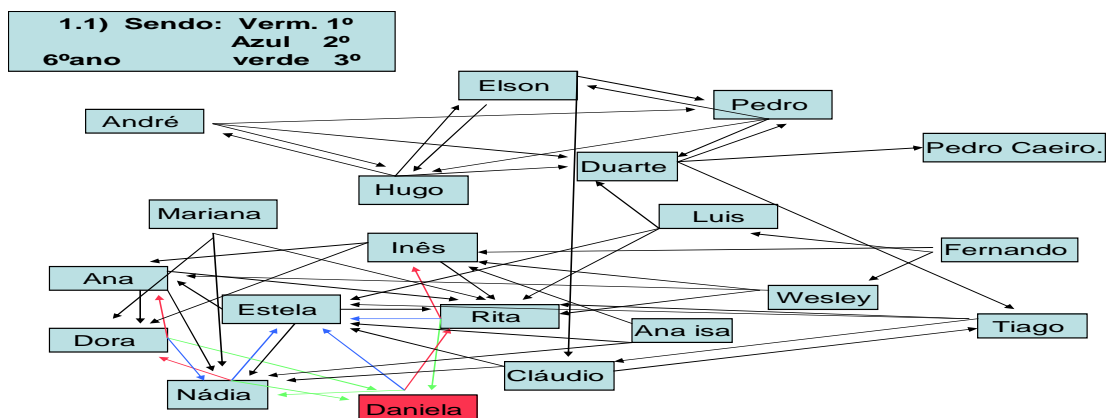 1.1) Sendo: Verm. 1º
Azul 2º
6ºano verde 3º
Elson
Pedro
André
Pedro Caeiro.
Duarte
Hugo
Mariana
Luis
Inês
Fernando
Ana
Wesley
Estela
Rita
Tiago
Ana isa
Dora
Cláudio
Nádia
Daniela